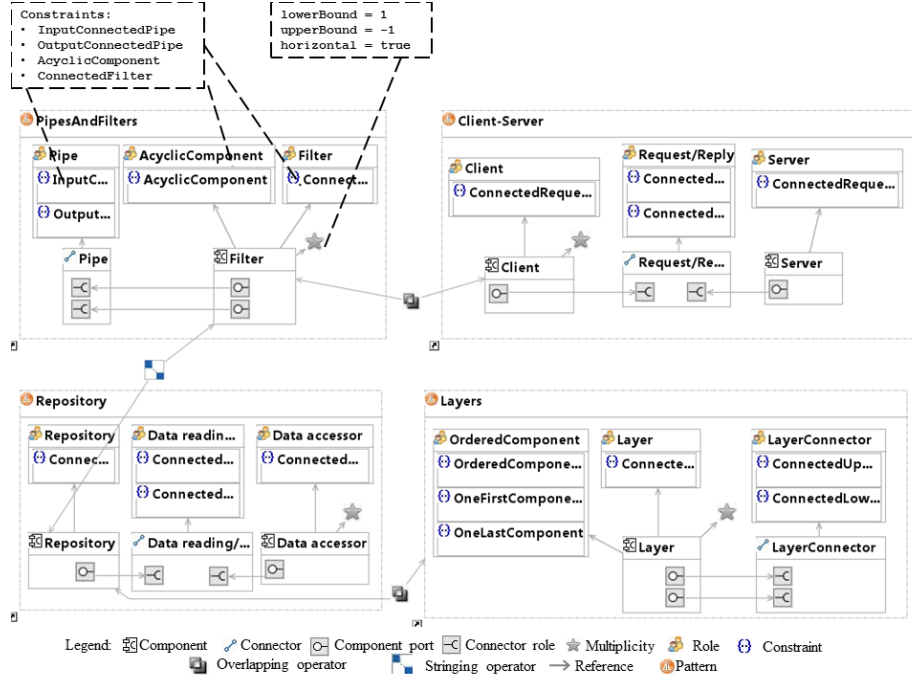 Constraints:
• InputConnectedPipe
• OutputConnectedPipe
• AcyclicComponent
• ConnectedFilter
lowerBound = 1
upperBound = -1
horizontal = true
PipesAndFilters
Pipe
InputC...
Output...
AcyclicComponent
AcyclicComponent
Filter
Connect...
Pipe
Filter
Client-Server
Client
ConnectedReque...
Request/Reply
Connected...
Connected...
Server
ConnectedReque...
Client
Request/Re...
Server
Repository
Repository
Connec...
Data readin...
Connected...
Connected...
Data accessor
Connected...
Repository
Data reading/...
Data accessor
Layers
OrderedComponent
OrderedCompone...
OneFirstCompone...
OneLastComponent
Layer
Connecte...
LayerConnector
ConnectedUp...
ConnectedLow...
Layer
LayerConnector
Legend: Component Connector Component port Connector role Multiplicity Role Constraint
Overlapping operator Stringing operator Reference Pattern